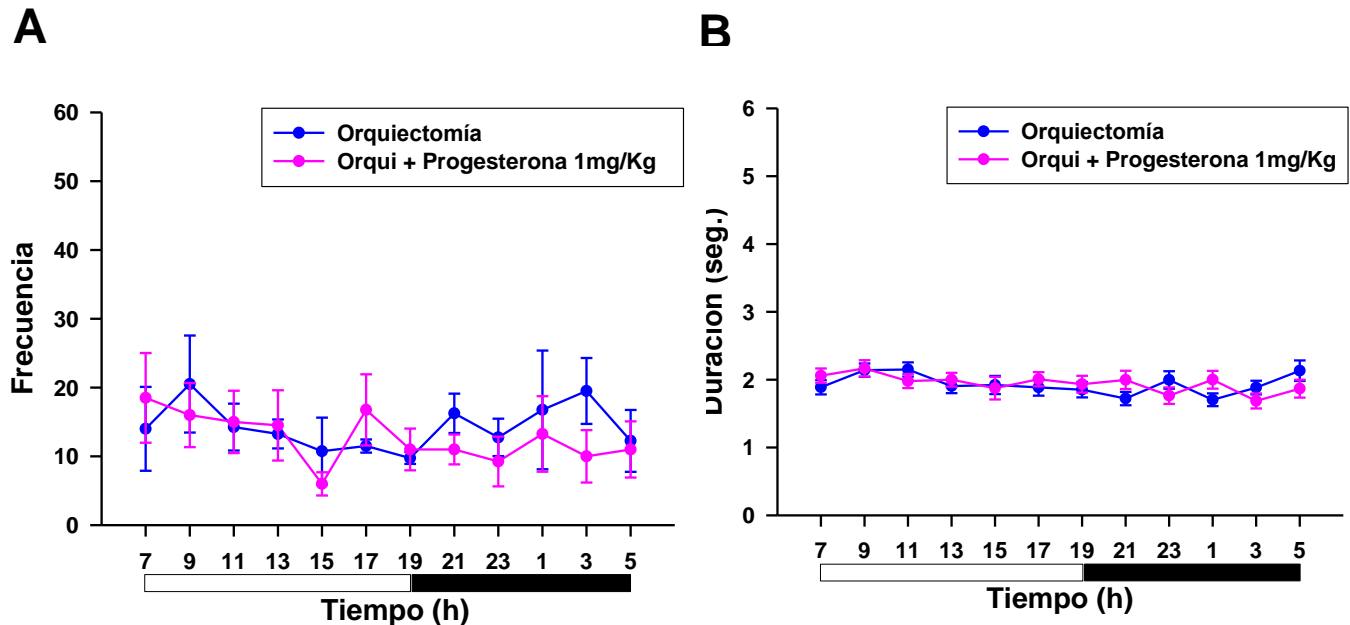 A
Orquiectomía
Orqui + Progesterona 1mg/Kg
Frecuencia
60
50
40
30
20
10
0
7 9 11 13 15 17 19 21 23 1 3 5
Tiempo (h)
B
Orquiectomía
Orqui + Progesterona 1mg/Kg
Duracion (seg.)
6
5
4
3
2
1
0
7 9 11 13 15 17 19 21 23 1 3 5
Tiempo (h)